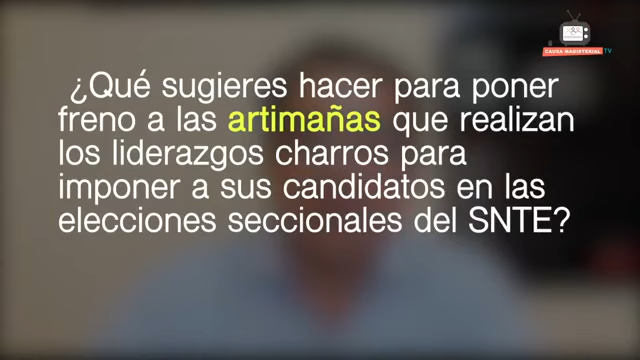 CAUSA MAGISTERIAL TV
¿Qué sugieres hacer para poner
freno a las artimañas que realizan
los liderazgos charros para
imponer a sus candidatos en las
elecciones seccionales del SNTE?